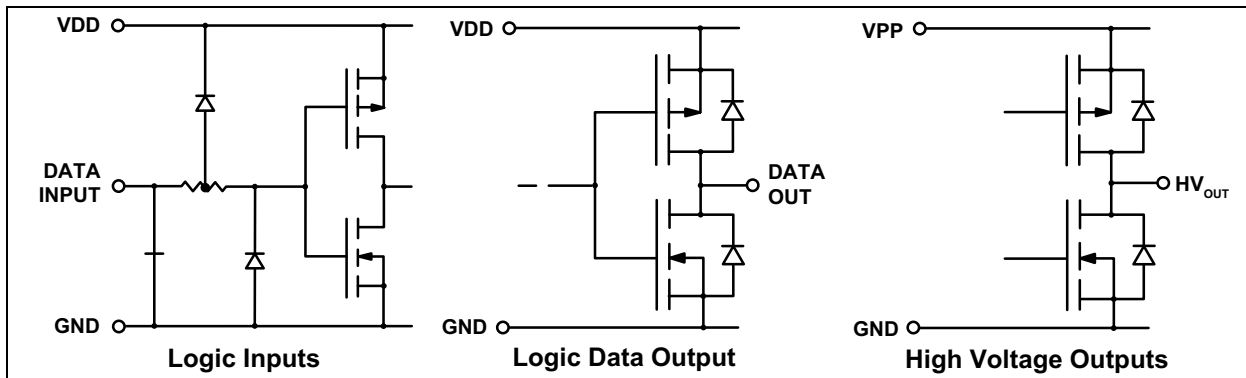 VDD
DATA
INPUT
GND
Logic Inputs
VDD
DATA
OUT
GND
Logic Data Output
VPP
HVOUT
GND
High Voltage Outputs